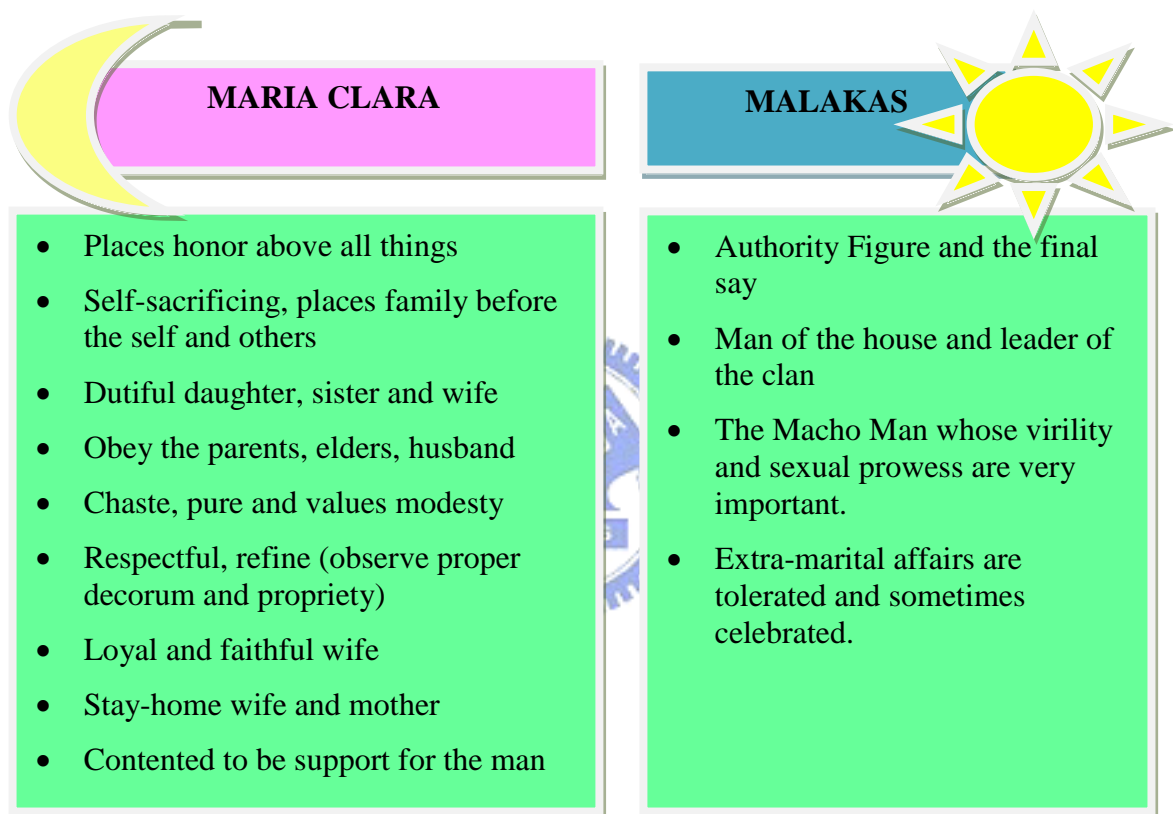 MARIA CLARA
• Places honor above all things
• Self-sacrificing, places family before
the self and others
• Dutiful daughter, sister and wife
• Obey the parents, elders, husband
• Chaste, pure and values modesty
• Respectful, refine (observe proper
decorum and propriety)
• Loyal and faithful wife
• Stay-home wife and mother
• Contented to be support for the man
MALAKAS
• Authority Figure and the final
say
• Man of the house and leader of
the clan
• The Macho Man whose virility
and sexual prowess are very
important.
• Extra-marital affairs are
tolerated and sometimes
celebrated.